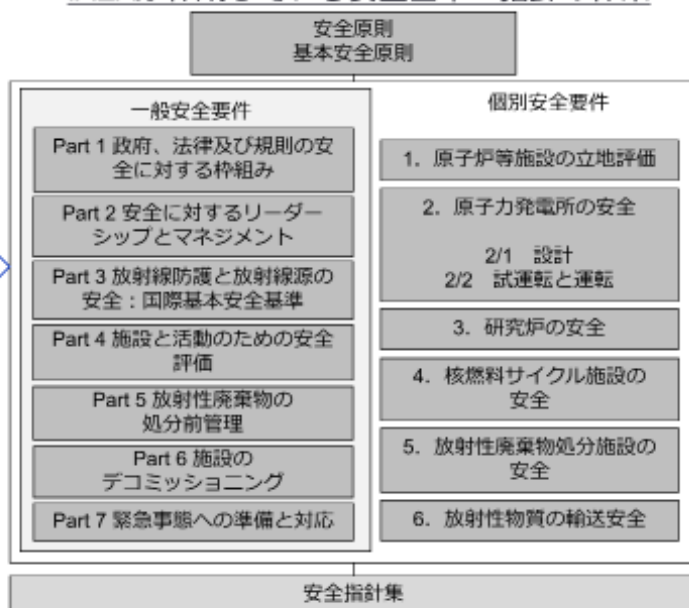 安全原則
基本安全原則
一般安全要件
Part 1 政府、法律及び規則の安
全に対する枠組み
Part 2 安全に対するリーダー
シップとマネジメント
Part 3 放射線防護と放射線源の
安全：国際基本安全基準
Part 4 施設と活動のための安全
評価
Part 5 放射性廃棄物の
処分前管理
Part 6 施設の
デコミッショニング
Part 7 緊急事態への準備と対応
個別安全要件
1. 原子炉等施設の立地評価
2. 原子力発電所の安全
2/1 設計
2/2 試運転と運転
3. 研究炉の安全
4. 核燃料サイクル施設の
安全
5. 放射性廃棄物処分施設の
安全
6. 放射性物質の輸送安全
安全指針集